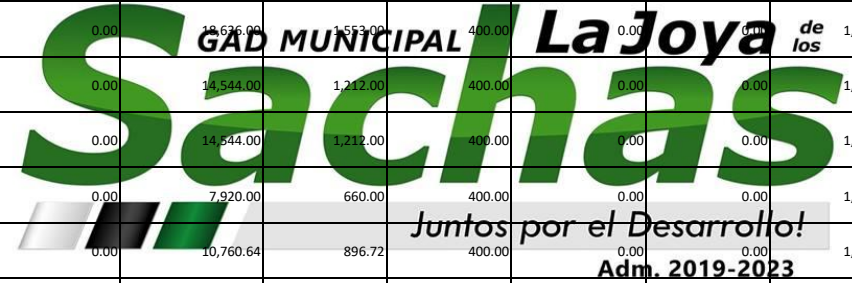 GAD MUNICIPAL La Joya de los
Sachas
Juntos por el Desarrollo!
Adm. 2019-2023
0.00 18,636.00 1,553.00 400.00 0.00 0.00
0.00 14,544.00 1,212.00 400.00 0.00 0.00
0.00 14,544.00 1,212.00 400.00 0.00 0.00
0.00 7,920.00 660.00 400.00 0.00 0.00
0.00 10,760.64 896.72 400.00 0.00 0.00